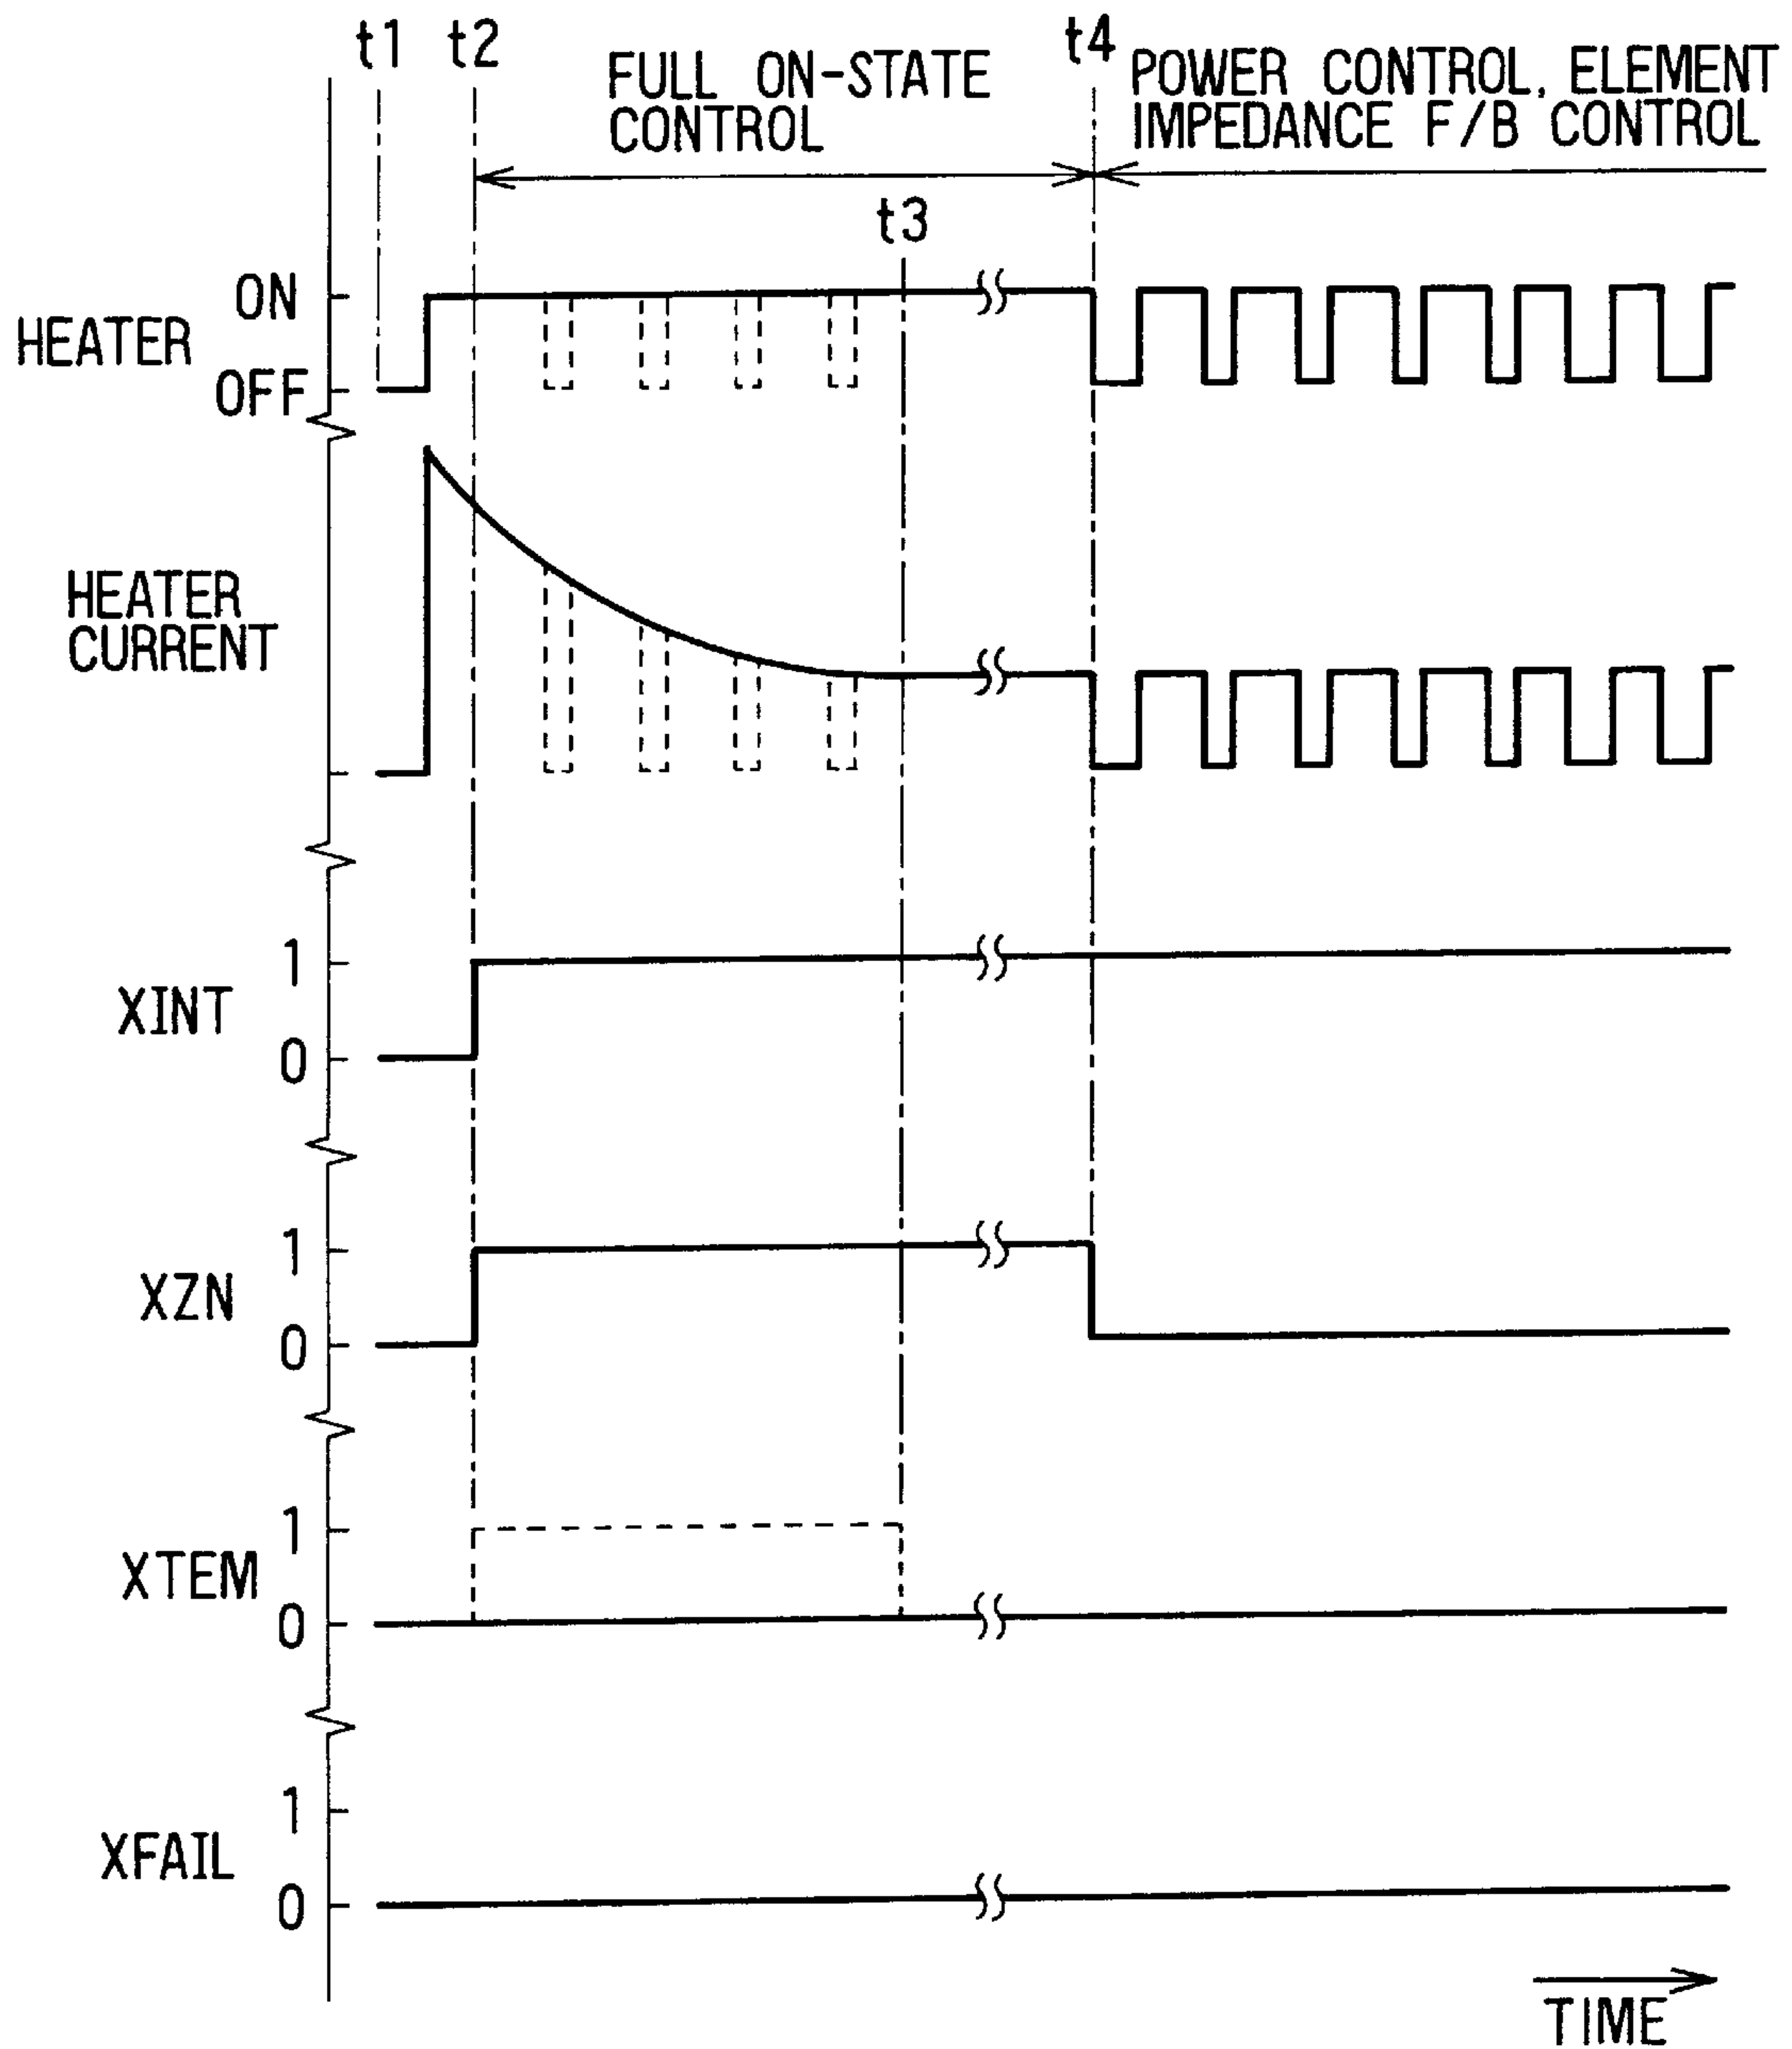 t1 t2 t4
FULL ON-STATE
CONTROL
POWER CONTROL, ELEMENT
IMPEDANCE F/B CONTROL
t3
ON
HEATER
OFF
HEATER
CURRENT
1
XINT
0
1
XZN
0
1
XTEM
0
1
XFAIL
0
TIME